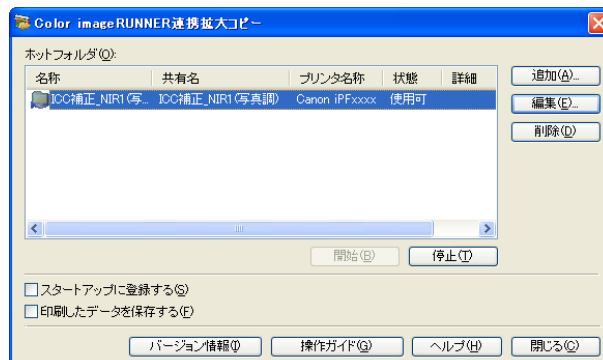 Color imageRUNNER連携拡大コピー
ホットフォルダ(O):
名称 共有名 プリンタ名称 状態 詳細
ICC補正_NIR1(写... ICC補正_NIR1(写真調) Canon iPFxxxx 使用可
追加(A)...
編集(E)...
削除(D)
開始(B) 停止(T)
スタートアップに登録する(S)
印刷したデータを保存する(F)
バージョン情報(I) 操作ガイド(G) ヘルプ(H) 閉じる(C)